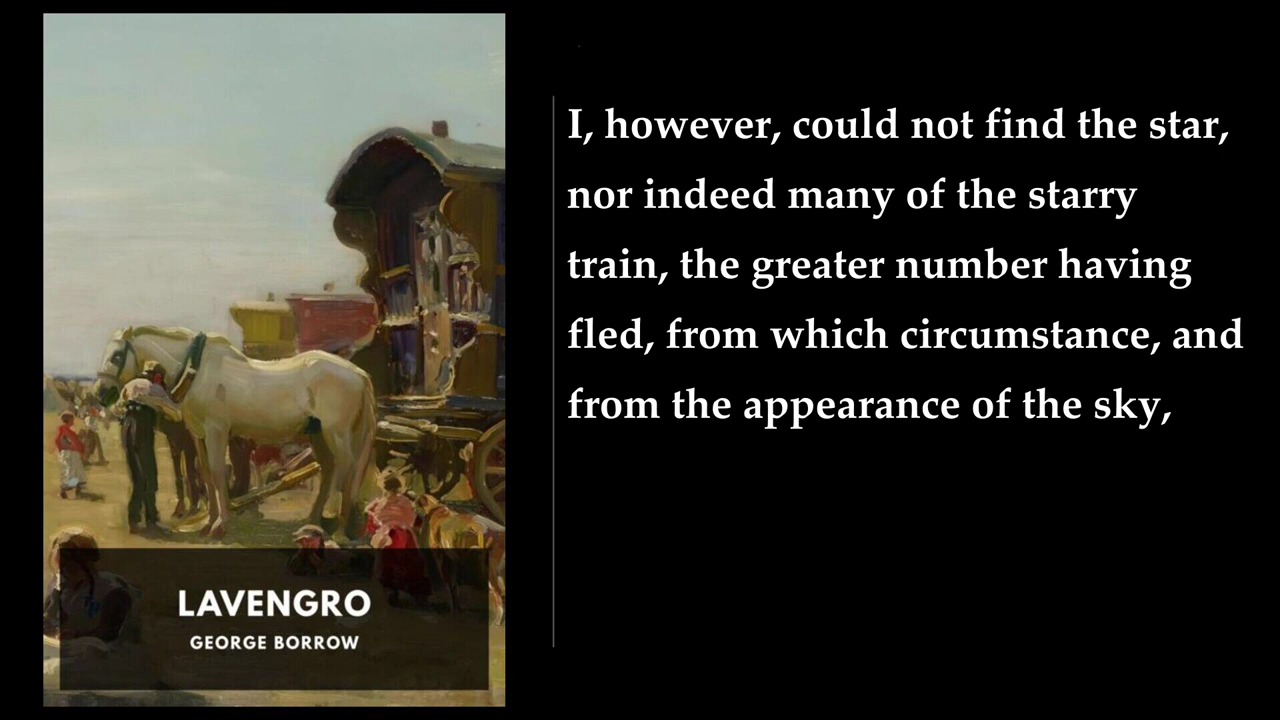 LAVENGRO
GEORGE BORROW
I, however, could not find the star,
nor indeed many of the starry
train, the greater number having
fled, from which circumstance, and
from the appearance of the sky,